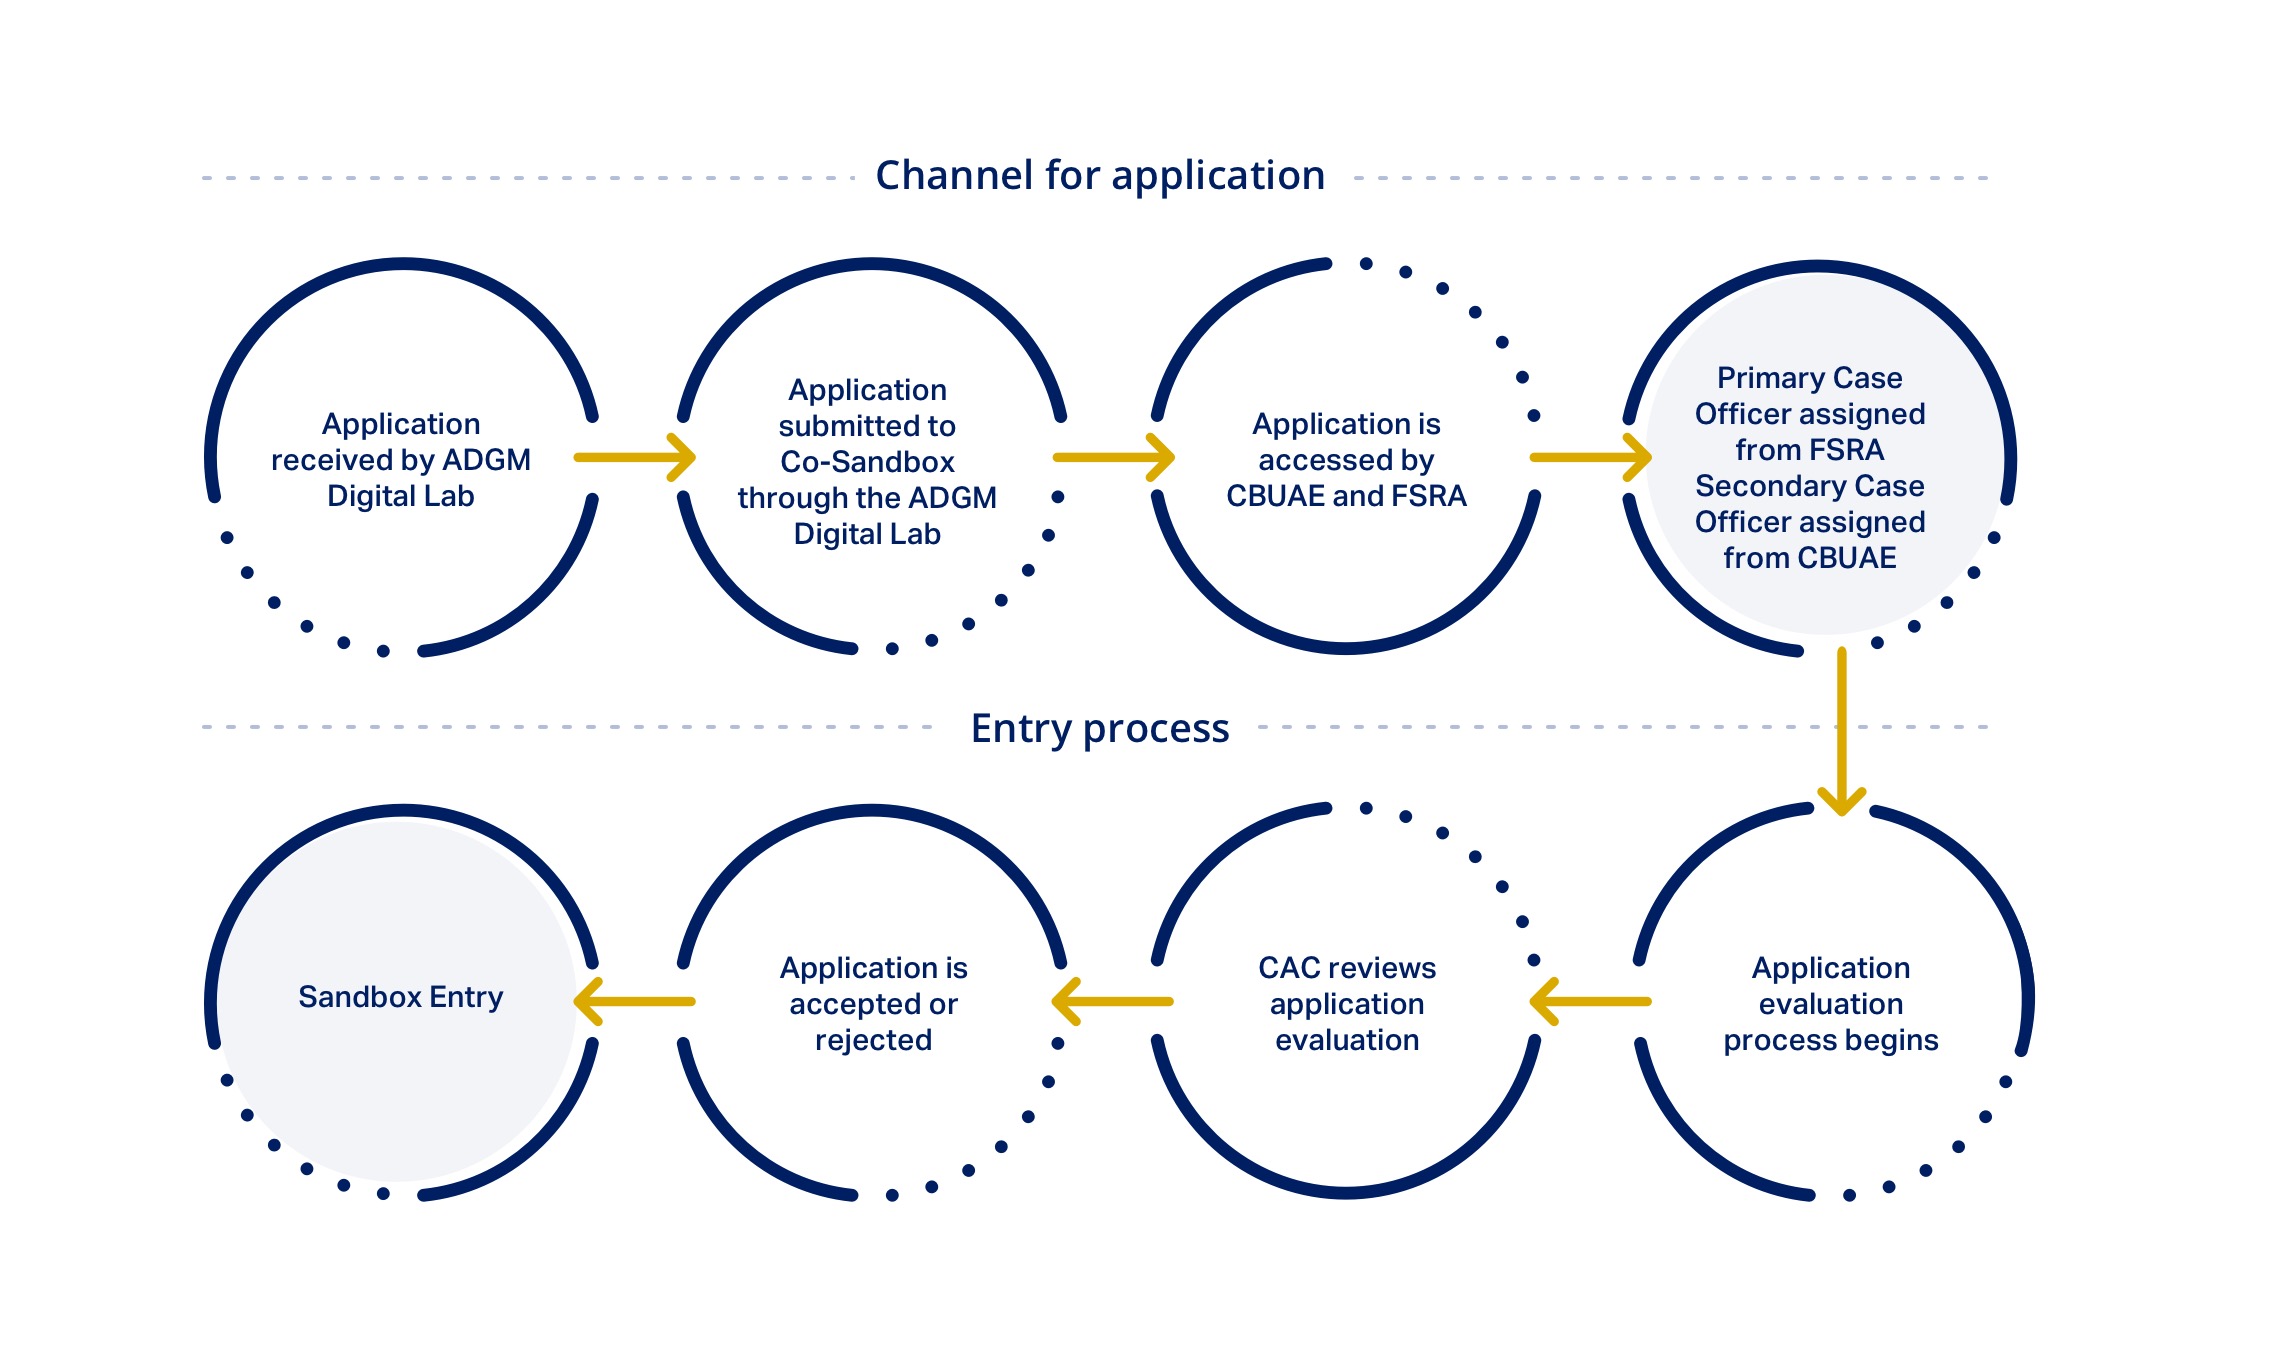 Channel for application
Application
received by ADGM
Digital Lab
Application
submitted to
Co-Sandbox
through the ADGM
Digital Lab
Application is
accessed by
CBUAE and FSRA
Primary Case
Officer assigned
from FSRA
Secondary Case
Officer assigned
from CBUAE
Entry process
Application
evaluation
process begins
CAC reviews
application
evaluation
Application is
accepted or
rejected
Sandbox Entry